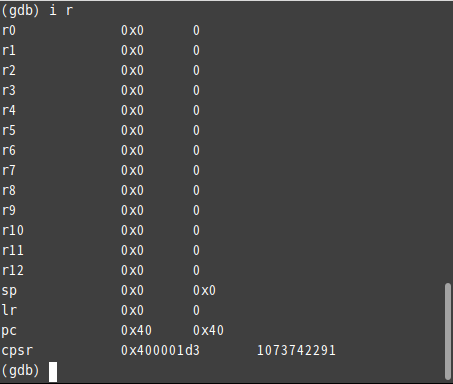 (gdb) i r
r0 0x0 0
r1 0x0 0
r2 0x0 0
r3 0x0 0
r4 0x0 0
r5 0x0 0
r6 0x0 0
r7 0x0 0
r8 0x0 0
r9 0x0 0
r10 0x0 0
r11 0x0 0
r12 0x0 0
sp 0x0 0x0
lr 0x0 0
pc 0x40 0x40
cpsr 0x400001d3 1073742291
(gdb)